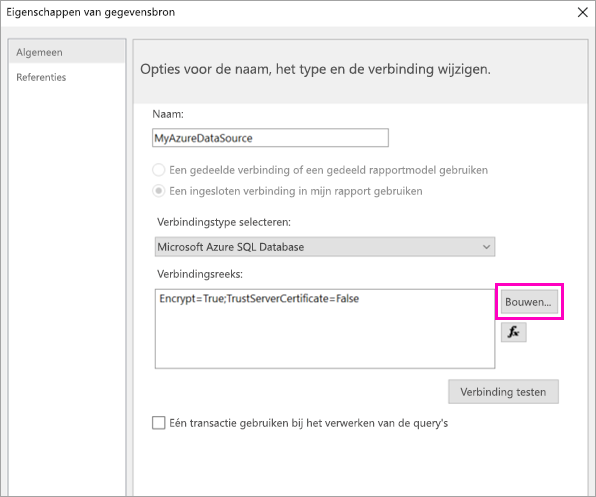 Eigenschappen van gegevensbron
Algemeen
Referenties
Opties voor de naam, het type en de verbinding wijzigen.
Naam:
MyAzureDataSource
Een gedeelde verbinding of een gedeeld rapportmodel gebruiken
Een ingesloten verbinding in mijn rapport gebruiken
Verbindingstype selecteren:
Microsoft Azure SQL Database
Verbindingsreeks:
Encrypt=True;TrustServerCertificate=False
Bouwen...
fx
Verbinding testen
Eén transactie gebruiken bij het verwerken van de query's